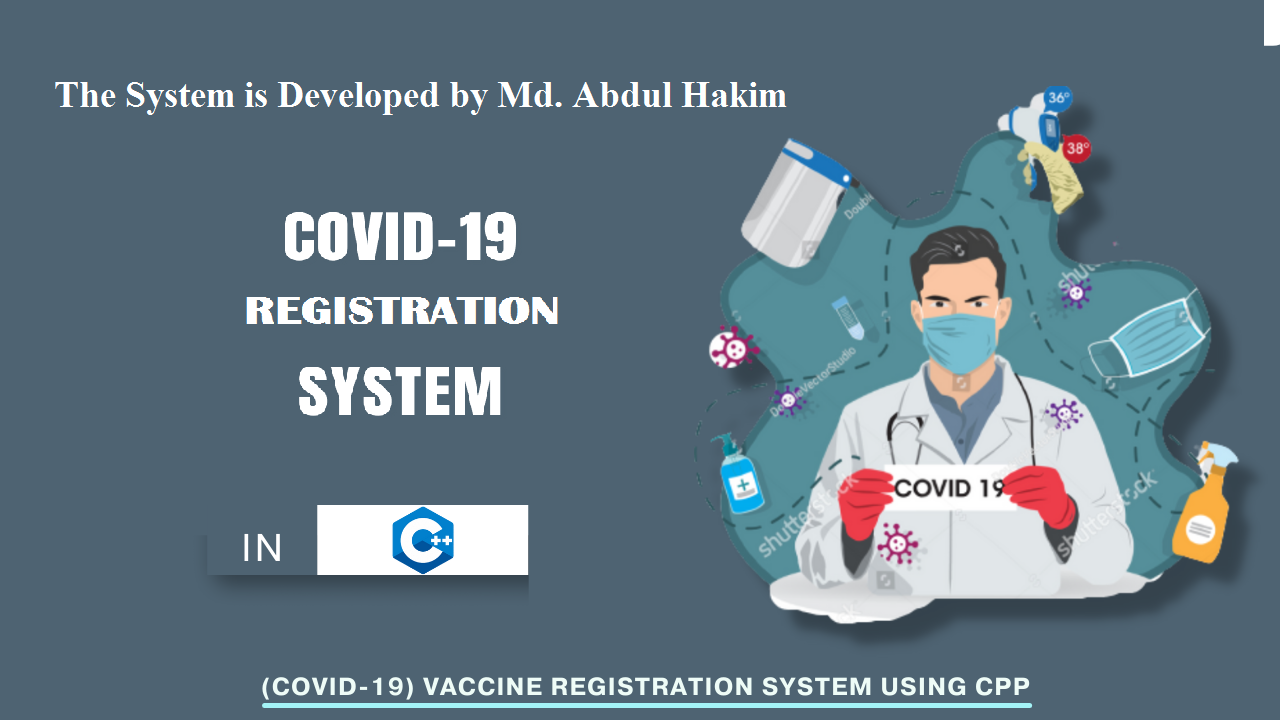 The System is Developed by Md. Abdul Hakim
COVID-19
REGISTRATION
SYSTEM
IN
C++
36°
38°
COVID 19
shutterstock
shutterstock
(COVID-19) VACCINE REGISTRATION SYSTEM USING CPP